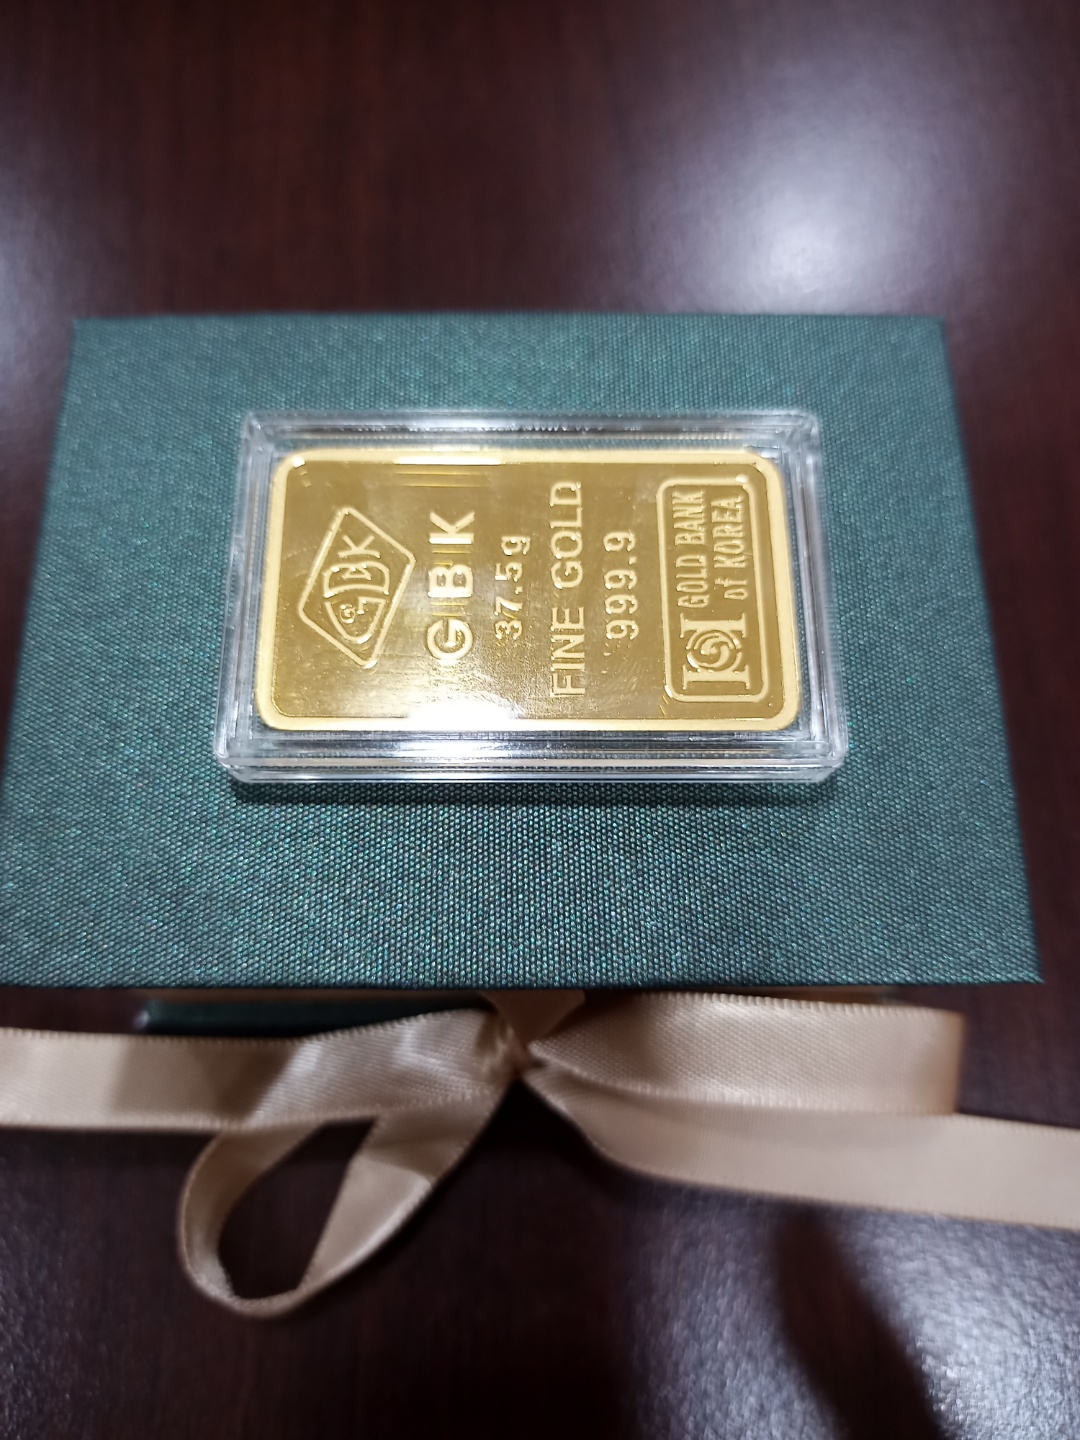 GBK
GBK
37.5g
FINE GOLD
999.9
GOLD BANK
of KOREA